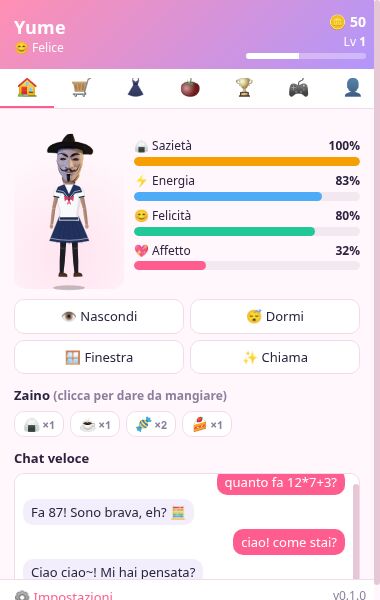 Yume
50
Felice
Lv 1
Sazietà 100%
Energia 83%
Felicità 80%
Affetto 32%
Nascondi
Dormi
Finestra
Chiama
Zaino (clicca per dare da mangiare)
×1 ×1 ×2 ×1
Chat veloce
quanto fa 12*7+3?
Fa 87! Sono brava, eh?
ciao! come stai?
Ciao ciao~! Mi hai pensata?
Impostazioni v0.1.0